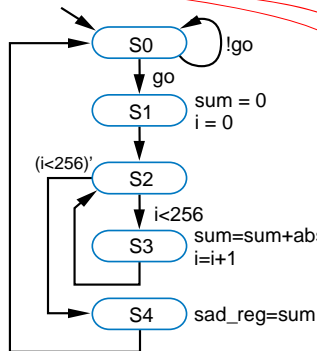 S0
!go
go
S1
sum = 0
i = 0
(i<256)'
S2
i<256
S3
sum=sum+abs
i=i+1
S4
sad_reg=sum